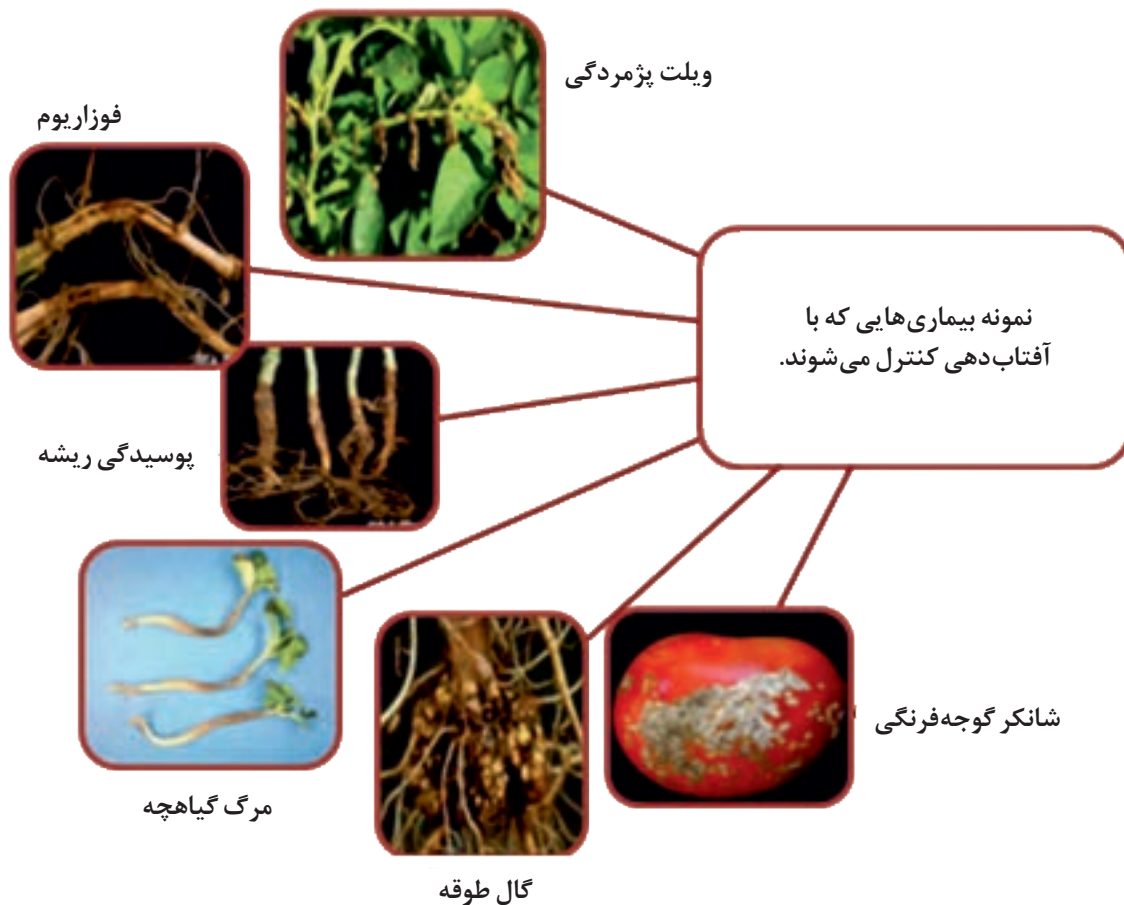 ویلت پژمردگی
فوزاریوم
نمونه بیماری‌هایی که با
آفتاب‌دهی کنترل می‌شوند.
پوسیدگی ریشه
شانکر گوجه‌فرنگی
مرگ گیاهچه
گال طوقه